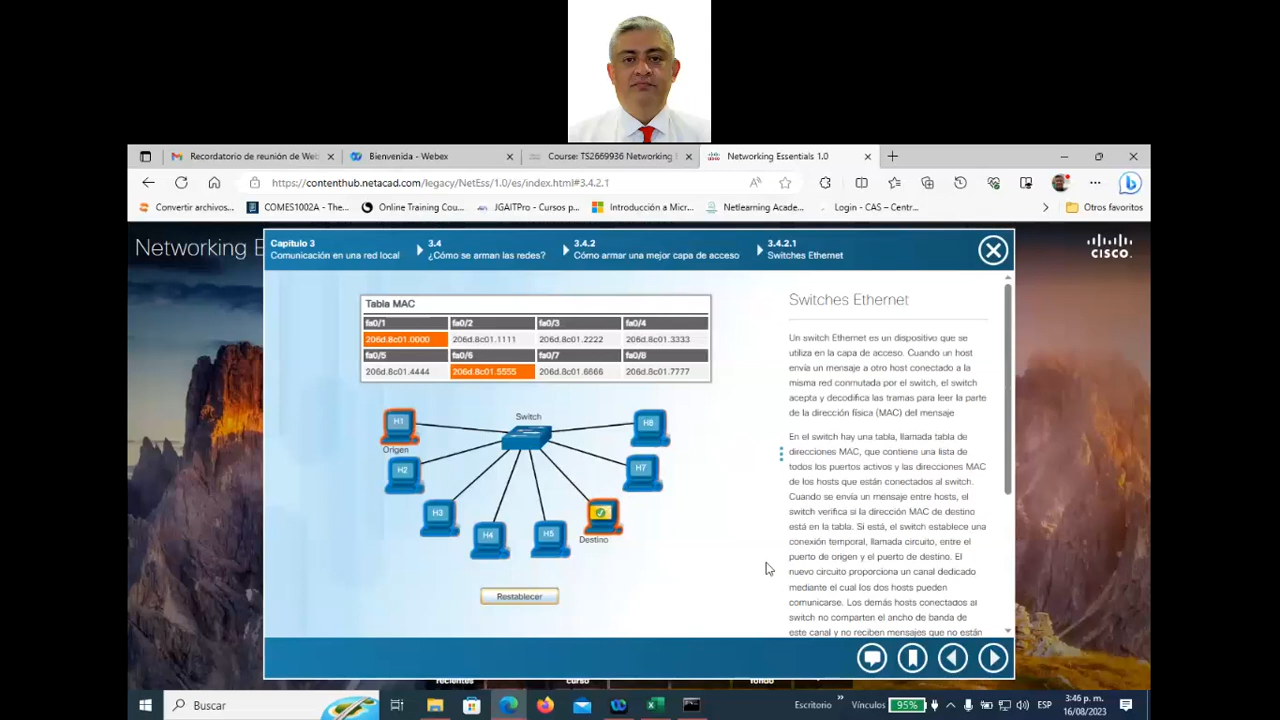 Recordatorio de reunión de Web
Bienvenida - Webex
Course: TS2669936 Networking
Networking Essentials 1.0
https://contenthub.netacad.com/legacy/NetEss/1.0/es/index.html#3.4.2.1
Convertir archivos...
COMES1002A - The...
Online Training Cou...
JGAITPro - Cursos p...
Introducción a Micr...
Netlearning Acade...
Login - CAS – Centr...
Otros favoritos
Networking E
CISCO
Capítulo 3
Comunicación en una red local
3.4
¿Cómo se arman las redes?
3.4.2
Cómo armar una mejor capa de acceso
3.4.2.1
Switches Ethernet
Tabla MAC
fa0/1 fa0/2 fa0/3 fa0/4
206d.8c01.0000 206d.8c01.1111 206d.8c01.2222 206d.8c01.3333
fa0/5 fa0/6 fa0/7 fa0/8
206d.8c01.4444 206d.8c01.5555 206d.8c01.6666 206d.8c01.7777
Switch
H1
Origen
H2
H3
H4
H5
Destino
H7
H8
Restablecer
Switches Ethernet
Un switch Ethernet es un dispositivo que se
utiliza en la capa de acceso. Cuando un host
envía un mensaje a otro host conectado a la
misma red conmutada por el switch, el switch
acepta y decodifica las tramas para leer la parte
de la dirección física (MAC) del mensaje
En el switch hay una tabla, llamada tabla de
direcciones MAC, que contiene una lista de
todos los puertos activos y las direcciones MAC
de los hosts que están conectados al switch.
Cuando se envía un mensaje entre hosts, el
switch verifica si la dirección MAC de destino
está en la tabla. Si está, el switch establece una
conexión temporal, llamada circuito, entre el
puerto de origen y el puerto de destino. El
nuevo circuito proporciona un canal dedicado
mediante el cual los dos hosts pueden
comunicarse. Los demás hosts conectados al
switch no comparten el ancho de banda de
este canal y no reciben mensajes que no están
recientes
curso
fondo
Buscar
Escritorio
Vínculos
95%
ESP
3:46 p. m.
16/08/2023